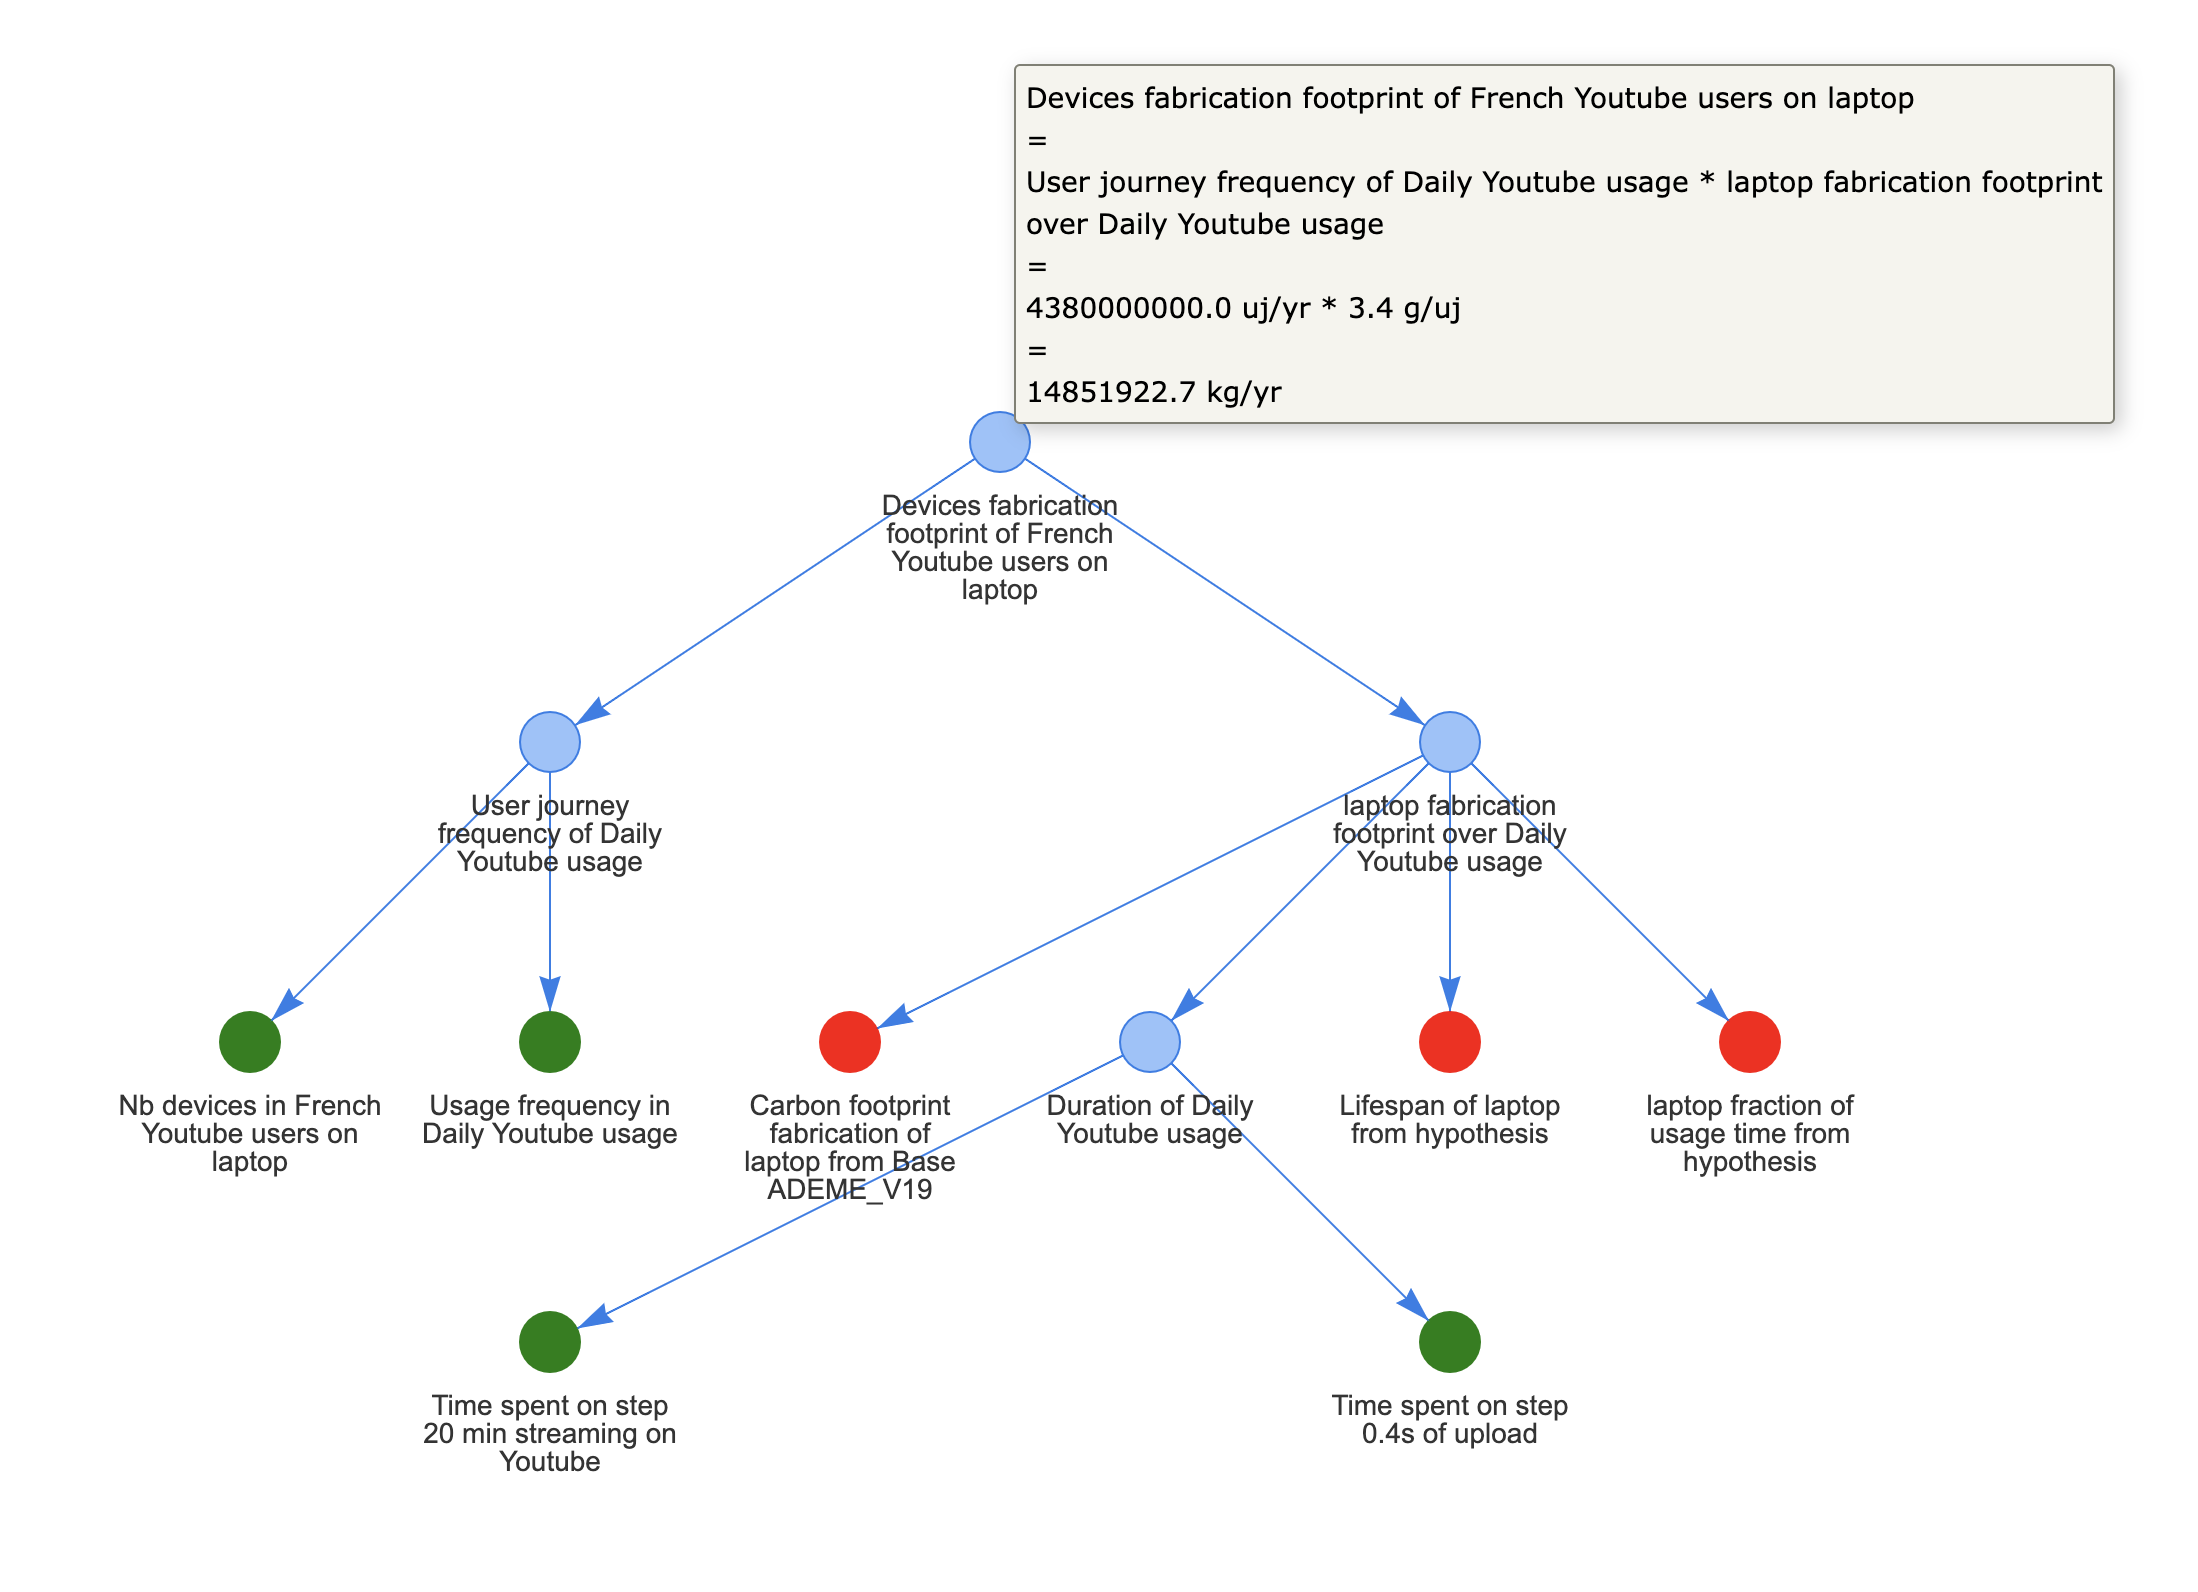 Devices fabrication footprint of French Youtube users on laptop
=
User journey frequency of Daily Youtube usage * laptop fabrication footprint
over Daily Youtube usage
=
4380000000.0 uj/yr * 3.4 g/uj
=
14851922.7 kg/yr
Devices fabrication
footprint of French
Youtube users on
laptop
User journey
frequency of Daily
Youtube usage
laptop fabrication
footprint over Daily
Youtube usage
Nb devices in French
Youtube users on
laptop
Usage frequency in
Daily Youtube usage
Carbon footprint
fabrication of
laptop from Base
ADEME_V19
Duration of Daily
Youtube usage
Lifespan of laptop
from hypothesis
laptop fraction of
usage time from
hypothesis
Time spent on step
20 min streaming on
Youtube
Time spent on step
0.4s of upload